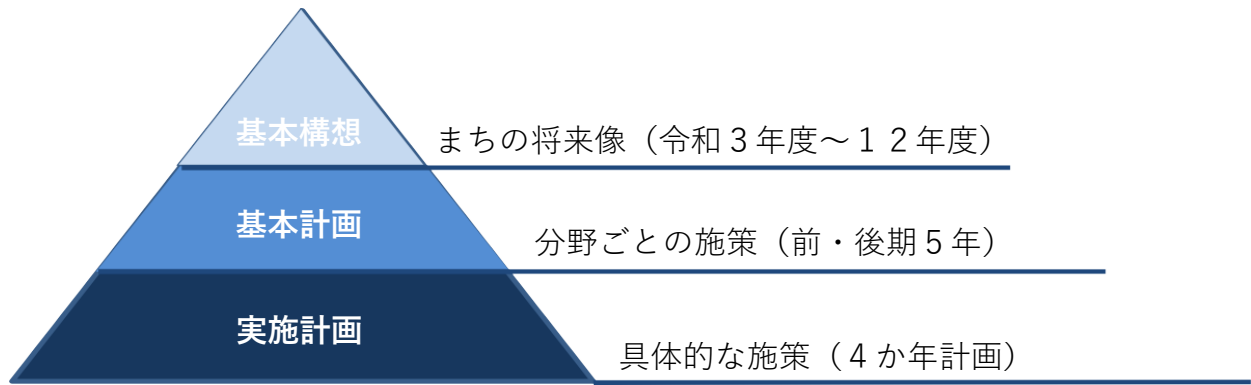 基本構想
まちの将来像（令和３年度～１２年度）
基本計画
分野ごとの施策（前・後期５年）
実施計画
具体的な施策（４か年計画）